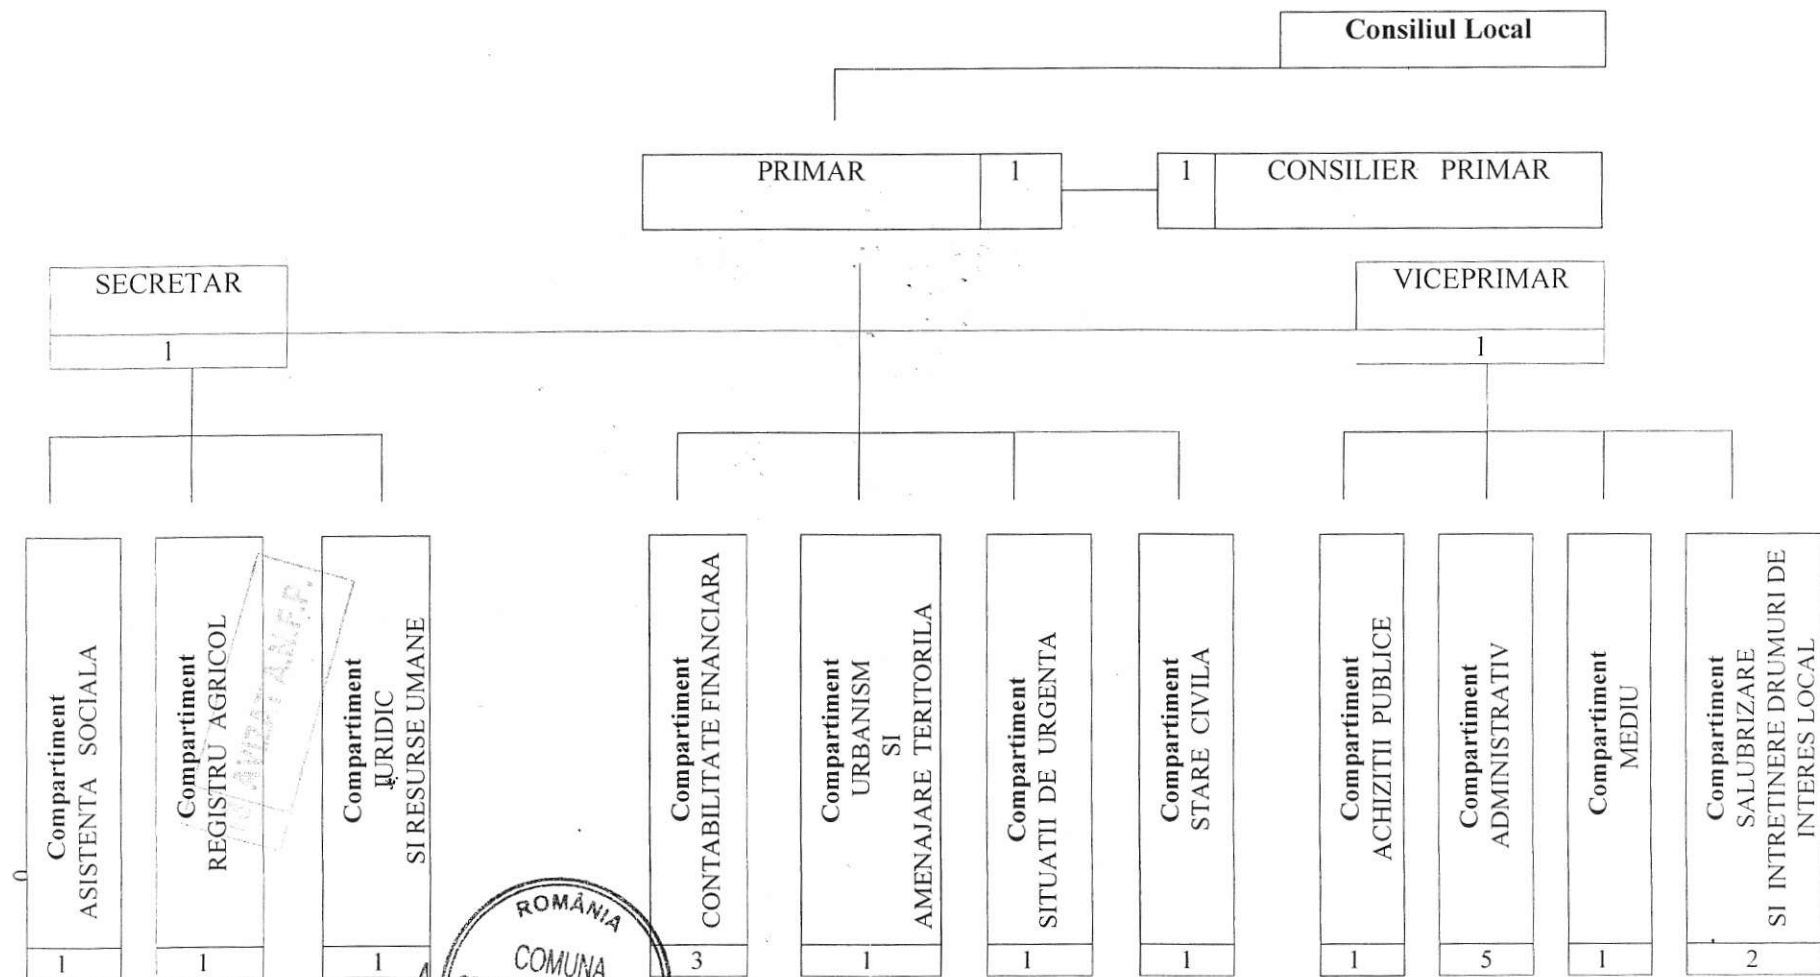 Consiliul Local
PRIMAR
1
1
CONSILIER PRIMAR
SECRETAR
1
VICEPRIMAR
1
Compartiment
ASISTENTA SOCIALA
1
Compartiment
REGISTRU AGRICOL
1
Compartiment
JURIDIC
SI RESURSE UMANE
1
Compartiment
CONTABILITATE FINANCIARA
3
Compartiment
URBANISM
SI
AMENAJARE TERITORILA
1
Compartiment
SITUATII DE URGENTA
1
Compartiment
STARE CIVILA
1
Compartiment
ACHIZITII PUBLICE
1
Compartiment
ADMINISTRATIV
5
Compartiment
MEDIU
1
Compartiment
SALUBRIZARE
SI INTRETINERE DRUMURI DE
INTERES LOCAL
2
AVIZAT A.N.F.P.
ROMÂNIA
COMUNA